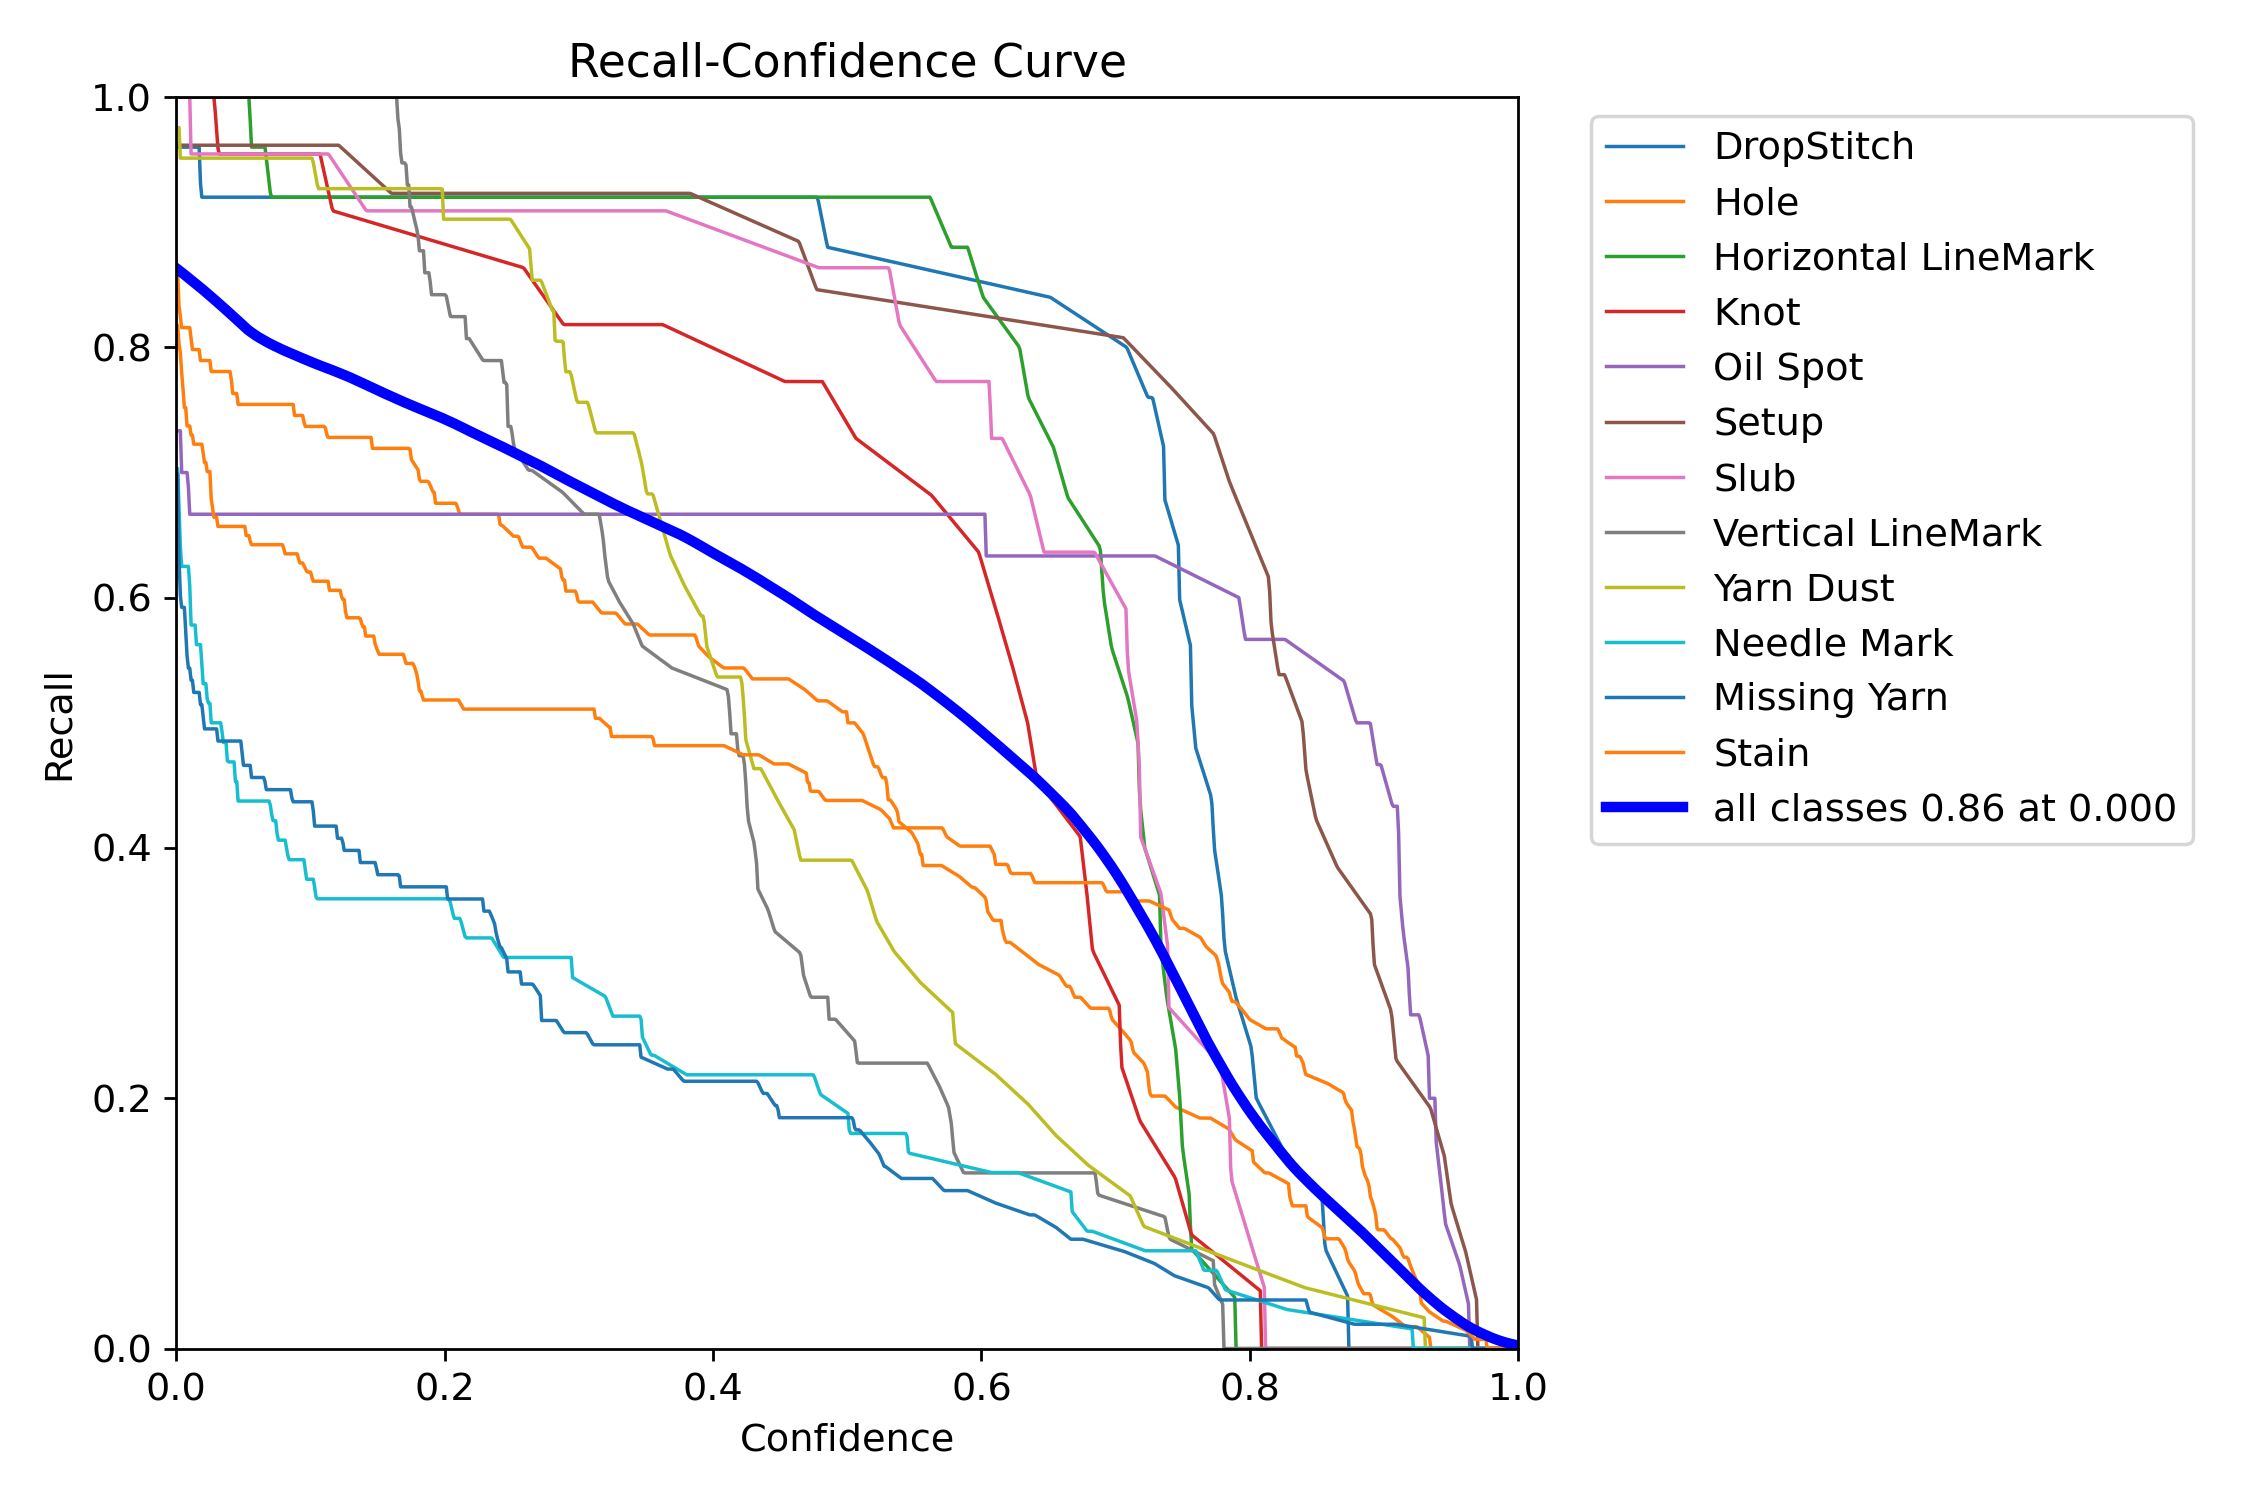 Recall-Confidence Curve
1.0
0.8
0.6
0.4
0.2
0.0
Recall
0.0 0.2 0.4 0.6 0.8 1.0
Confidence
DropStitch
Hole
Horizontal LineMark
Knot
Oil Spot
Setup
Slub
Vertical LineMark
Yarn Dust
Needle Mark
Missing Yarn
Stain
all classes 0.86 at 0.000